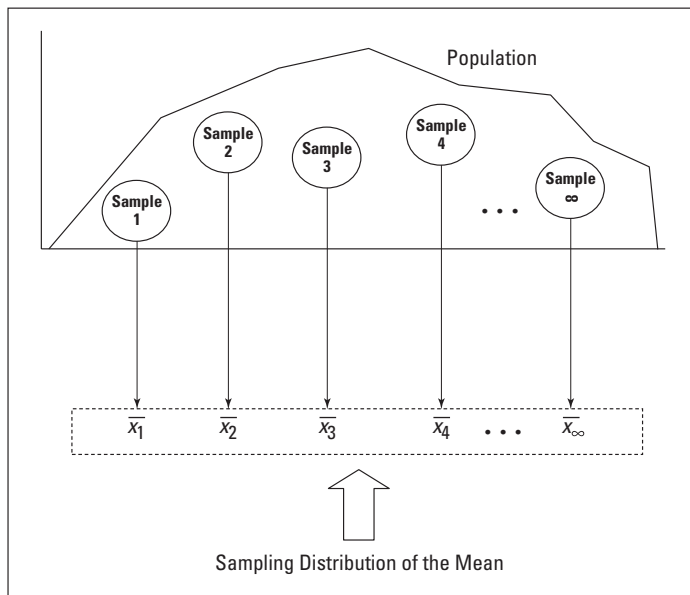 Population
Sample
1
Sample
2
Sample
3
Sample
4
• • •
Sample
∞
x̅₁ x̅₂ x̅₃ x̅₄ • • • x̅∞
Sampling Distribution of the Mean